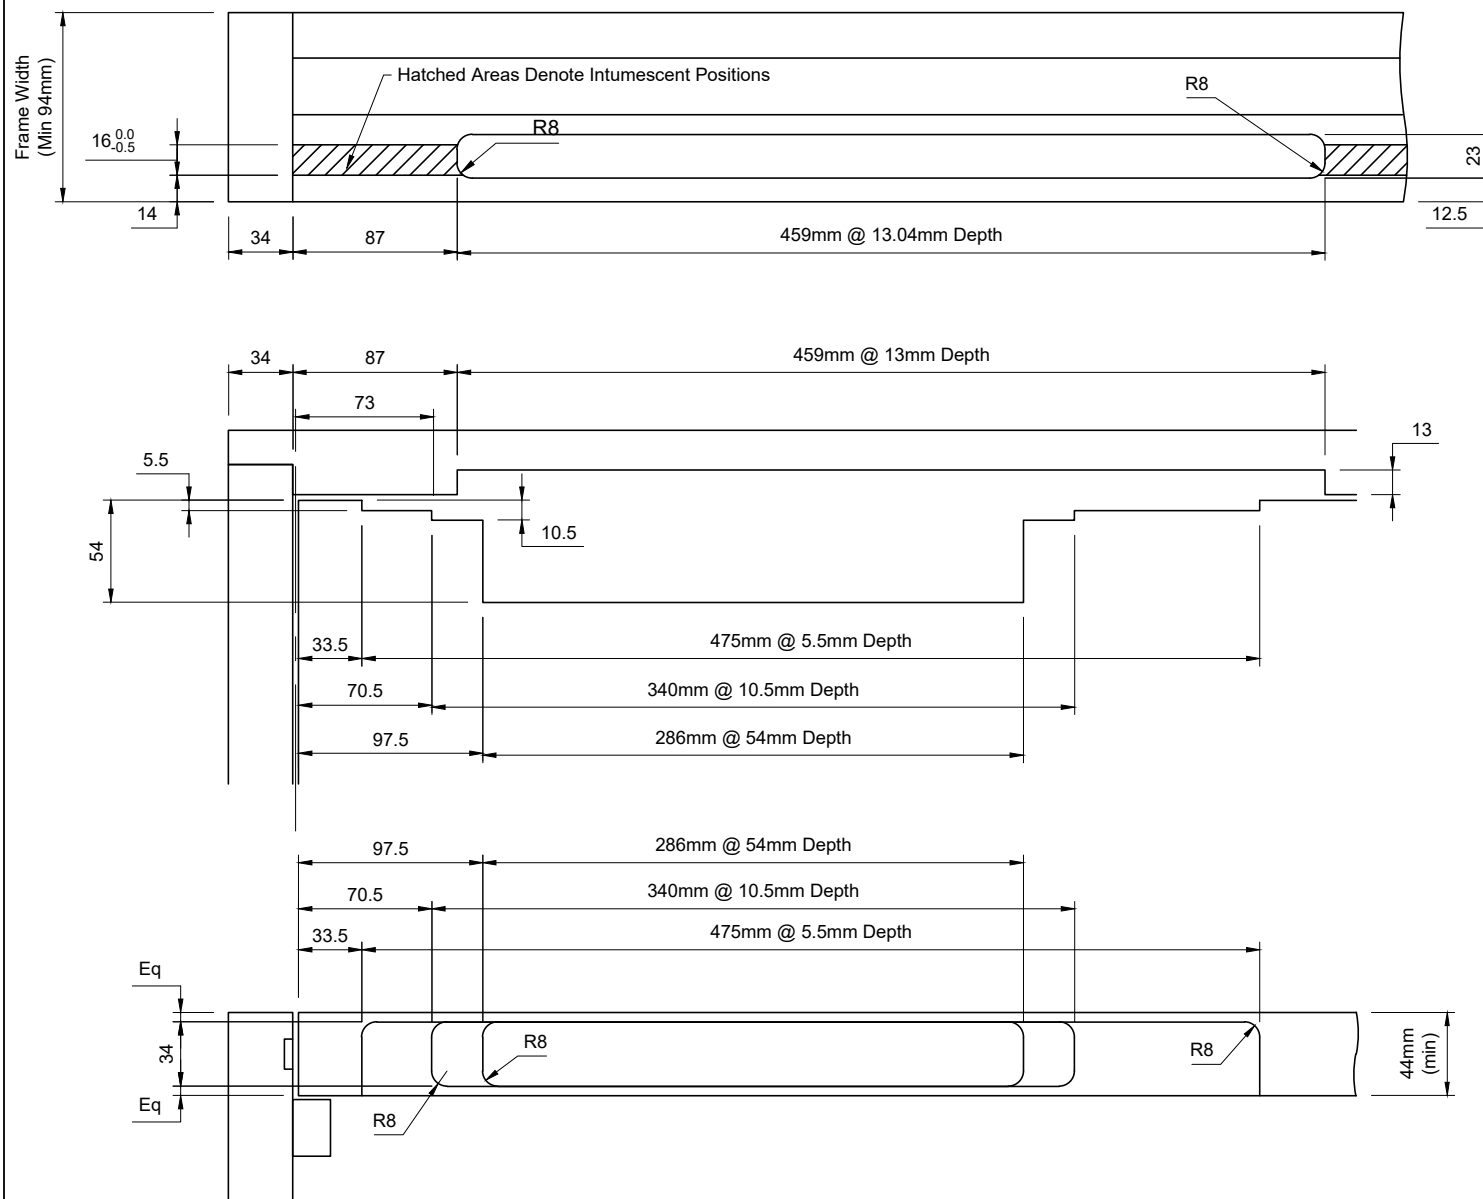 Frame Width
(Min 94mm)
Hatched Areas Denote Intumescent Positions
R8
R8
16 0.0
-0.5
23
14
12.5
34
87
459mm @ 13.04mm Depth
34
87
459mm @ 13mm Depth
73
13
5.5
10.5
54
33.5
475mm @ 5.5mm Depth
70.5
340mm @ 10.5mm Depth
97.5
286mm @ 54mm Depth
97.5
286mm @ 54mm Depth
70.5
340mm @ 10.5mm Depth
33.5
475mm @ 5.5mm Depth
Eq
34
R8
R8
44mm
(min)
Eq
R8